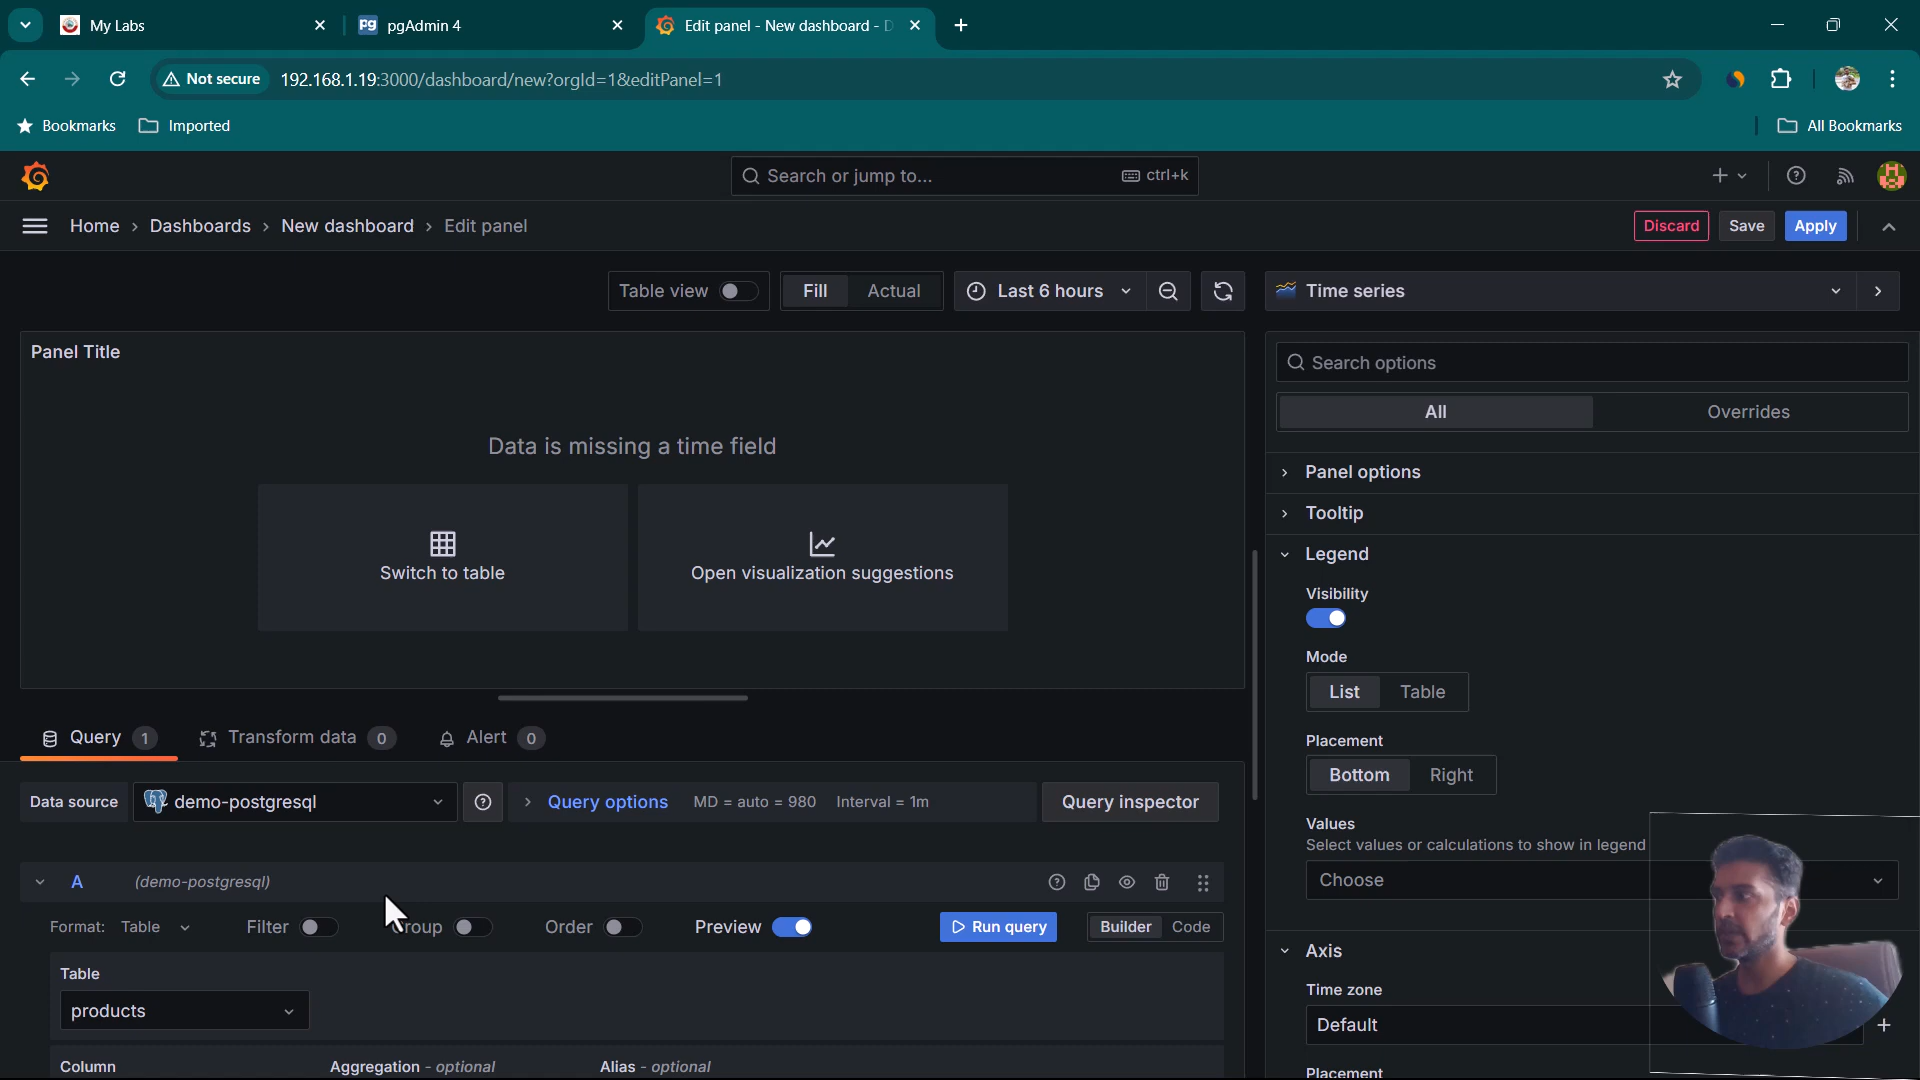 My Labs
pgAdmin 4
Edit panel - New dashboard - D
Not secure
192.168.1.19:3000/dashboard/new?orgId=1&editPanel=1
Bookmarks
Imported
All Bookmarks
Search or jump to...
ctrl+k
Home › Dashboards › New dashboard › Edit panel
Discard
Save
Apply
Table view
Fill
Actual
Last 6 hours
Time series
Panel Title
Search options
All
Overrides
Data is missing a time field
Switch to table
Open visualization suggestions
Panel options
Tooltip
Legend
Visibility
Mode
List
Table
Placement
Bottom
Right
Values
Select values or calculations to show in legend
Choose
Axis
Time zone
Default
Placement
Query 1
Transform data 0
Alert 0
Data source
demo-postgresql
Query options
MD = auto = 980
Interval = 1m
Query inspector
A
(demo-postgresql)
Format: Table
Filter
Order
Preview
Run query
Builder
Code
Table
products
Column
Aggregation - optional
Alias - optional